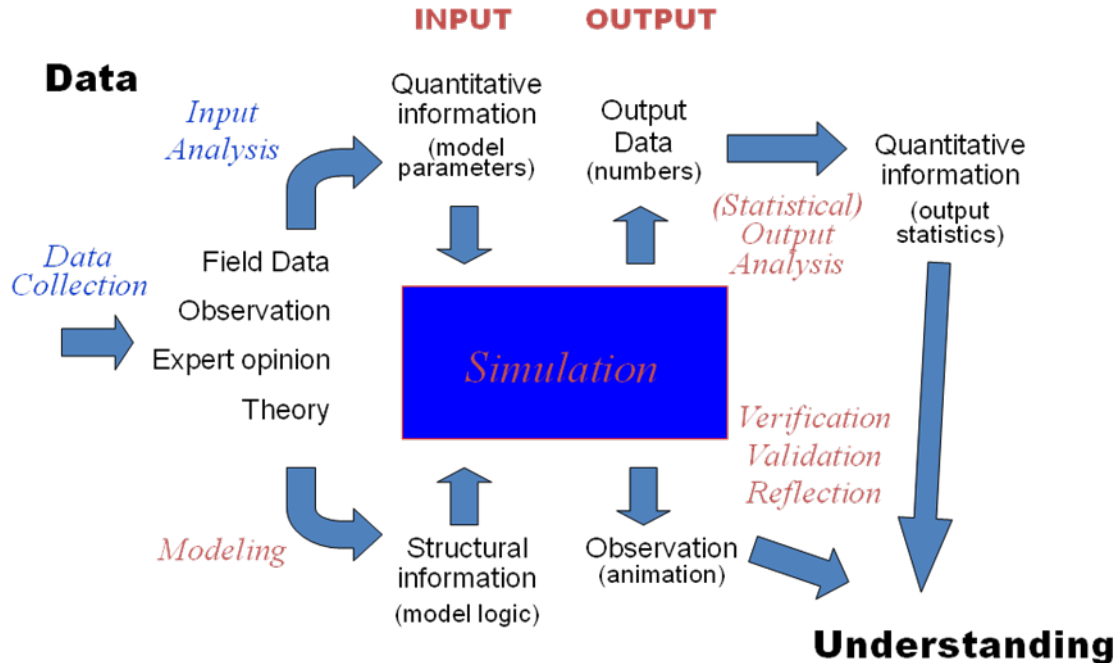 INPUT
OUTPUT
Data
Input
Analysis
Quantitative
information
(model
parameters)
Output
Data
(numbers)
Quantitative
information
(output
statistics)
(Statistical)
Output
Analysis
Data
Collection
Field Data
Observation
Expert opinion
Theory
Simulation
Verification
Validation
Reflection
Modeling
Structural
information
(model logic)
Observation
(animation)
Understanding